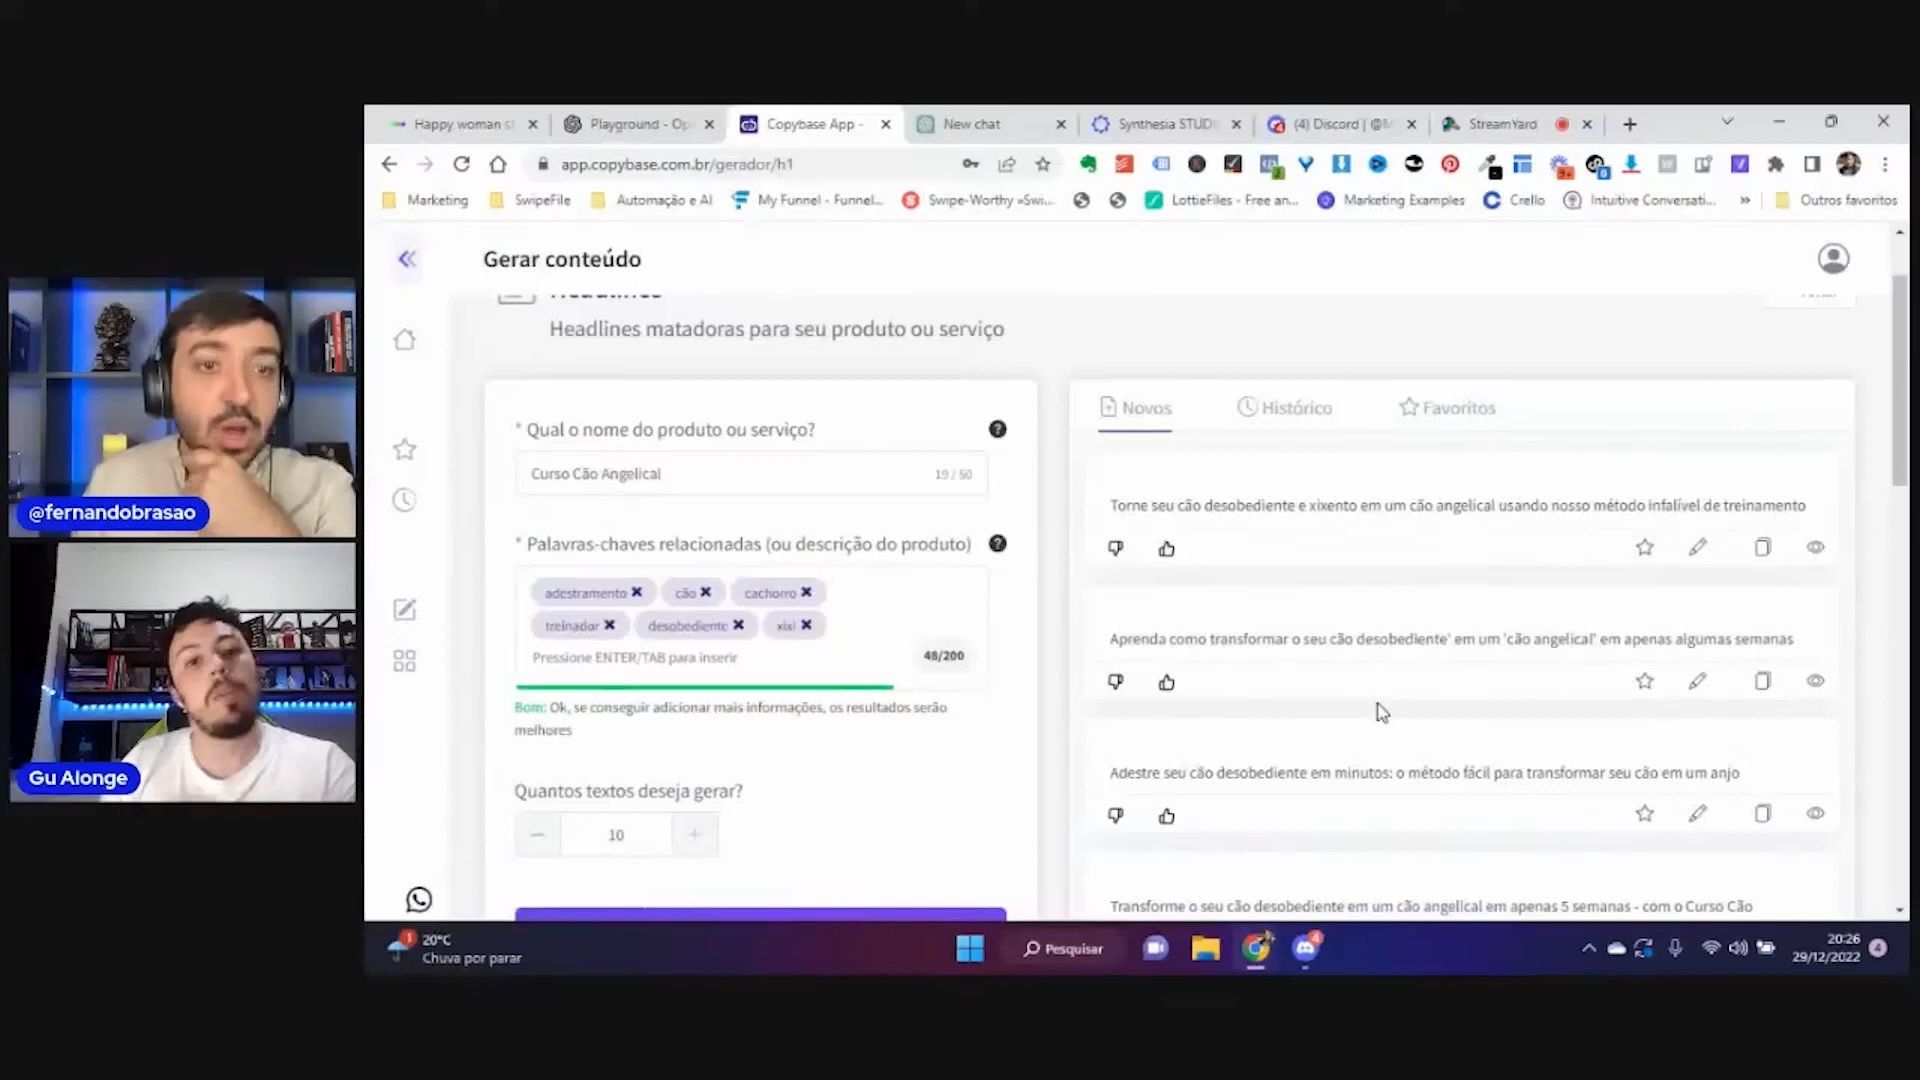 Happy woman s
Playground - Op
Copybase App -
New chat
Synthesia STUD
(4) Discord | @M
StreamYard
app.copybase.com.br/gerador/h1
Marketing
SwipeFile
Automação e AI
My Funnel - Funnel...
Swipe-Worthy »Swi...
LottieFiles - Free an...
Marketing Examples
Crello
Intuitive Conversati...
Outros favoritos
Gerar conteúdo
Headlines
Headlines matadoras para seu produto ou serviço
* Qual o nome do produto ou serviço?
Curso Cão Angelical
19 / 50
* Palavras-chaves relacionadas (ou descrição do produto)
adestramento
cão
cachorro
treinador
desobediente
xixi
Pressione ENTER/TAB para inserir
48/200
Bom: Ok, se conseguir adicionar mais informações, os resultados serão
melhores
Quantos textos deseja gerar?
10
Novos
Histórico
Favoritos
Torne seu cão desobediente e xixento em um cão angelical usando nosso método infalível de treinamento
Aprenda como transformar o seu cão desobediente' em um 'cão angelical' em apenas algumas semanas
Adestre seu cão desobediente em minutos: o método fácil para transformar seu cão em um anjo
Transforme o seu cão desobediente em um cão angelical em apenas 5 semanas - com o Curso Cão
@fernandobrasao
Gu Alonge
1
20°C
Chuva por parar
Pesquisar
4
20:26
29/12/2022
4